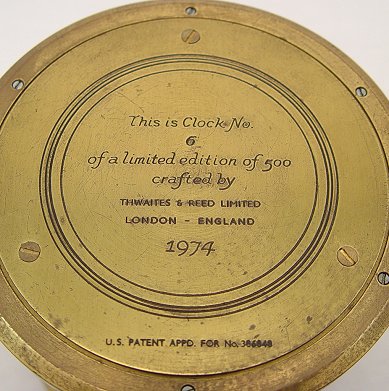 This is Clock No.
6
of a limited edition of 500
crafted by
THWAITES & REED LIMITED
LONDON - ENGLAND
1974
U.S. PATENT APPD. FOR No. 386848